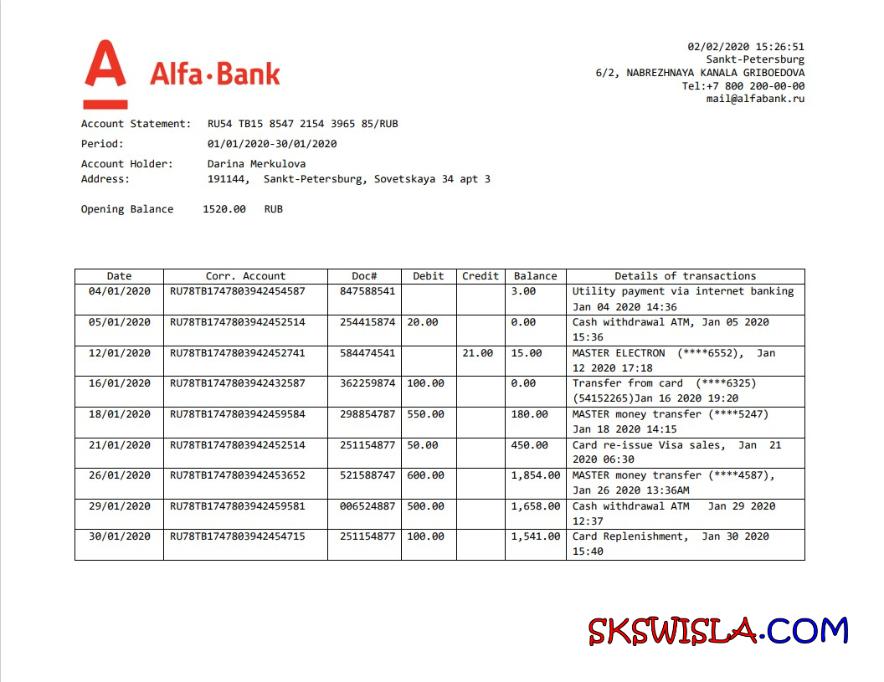 Alfa·Bank
02/02/2020 15:26:51
Sankt-Petersburg
6/2, NABREZHNAYA KANALA GRIBOEDOVA
Tel:+7 800 200-00-00
mail@alfabank.ru
Account Statement: RU54 TB15 8547 2154 3965 85/RUB
Period: 01/01/2020-30/01/2020
Account Holder: Darina Merkulova
Address: 191144, Sankt-Petersburg, Sovetskaya 34 apt 3
Opening Balance 1520.00 RUB
Date Corr. Account Doc# Debit Credit Balance Details of transactions
04/01/2020 RU78TB1747803942454587 847588541 3.00 Utility payment via internet banking
Jan 04 2020 14:36
05/01/2020 RU78TB1747803942452514 254415874 20.00 0.00 Cash withdrawal ATM, Jan 05 2020
15:36
12/01/2020 RU78TB1747803942452741 584474541 21.00 15.00 MASTER ELECTRON (****6552), Jan
12 2020 17:18
16/01/2020 RU78TB1747803942432587 362259874 100.00 0.00 Transfer from card (****6325)
(54152265)Jan 16 2020 19:20
18/01/2020 RU78TB1747803942459584 298854787 550.00 180.00 MASTER money transfer (****5247)
Jan 18 2020 14:15
21/01/2020 RU78TB1747803942452514 251154877 50.00 450.00 Card re-issue Visa sales, Jan 21
2020 06:30
26/01/2020 RU78TB1747803942453652 521588747 600.00 1,854.00 MASTER money transfer (****4587),
Jan 26 2020 13:36AM
29/01/2020 RU78TB1747803942459581 006524887 500.00 1,658.00 Cash withdrawal ATM Jan 29 2020
12:37
30/01/2020 RU78TB1747803942454715 251154877 100.00 1,541.00 Card Replenishment, Jan 30 2020
15:40
SKSWISLA.COM